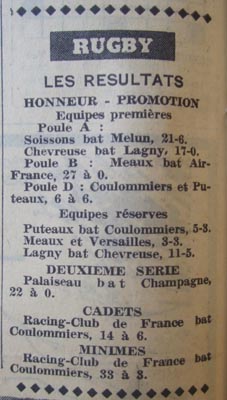 RUGBY
LES RESULTATS
HONNEUR - PROMOTION
Equipes premières
Poule A :
Soissons bat Melun, 21-6.
Chevreuse bat Lagny, 17-0.
Poule B : Meaux bat Air-
France, 27 à 0.
Poule D : Coulommiers et Pu-
teaux, 6 à 6.
Equipes réserves
Puteaux bat Coulommiers, 5-3.
Meaux et Versailles, 3-3.
Lagny bat Chevreuse, 11-5.
DEUXIEME SERIE
Palaiseau bat Champagne,
22 à 0.
CADETS
Racing-Club de France bat
Coulommiers, 14 à 6.
MINIMES
Racing-Club de France bat
Coulommiers, 33 à 3.